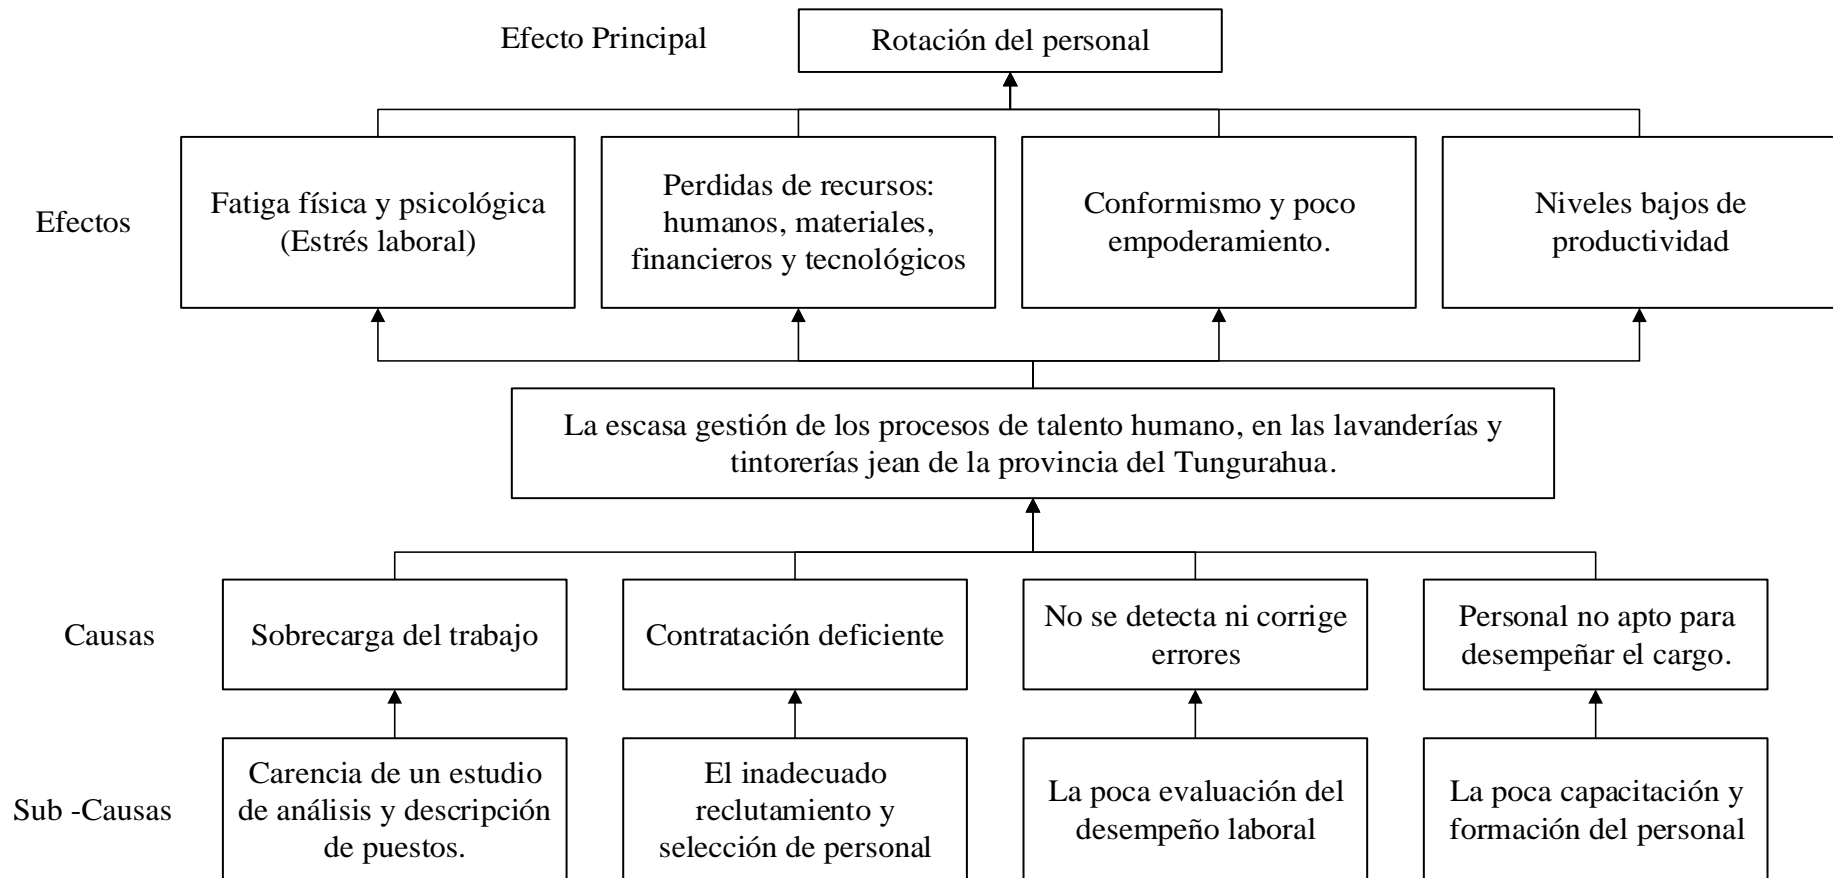 Efecto Principal
Rotación del personal
Efectos
Fatiga física y psicológica
(Estrés laboral)
Perdidas de recursos:
humanos, materiales,
financieros y tecnológicos
Conformismo y poco
empoderamiento.
Niveles bajos de
productividad
La escasa gestión de los procesos de talento humano, en las lavanderías y
tintorerías jean de la provincia del Tungurahua.
Causas
Sobrecarga del trabajo
Contratación deficiente
No se detecta ni corrige
errores
Personal no apto para
desempeñar el cargo.
Sub -Causas
Carencia de un estudio
de análisis y descripción
de puestos.
El inadecuado
reclutamiento y
selección de personal
La poca evaluación del
desempeño laboral
La poca capacitación y
formación del personal